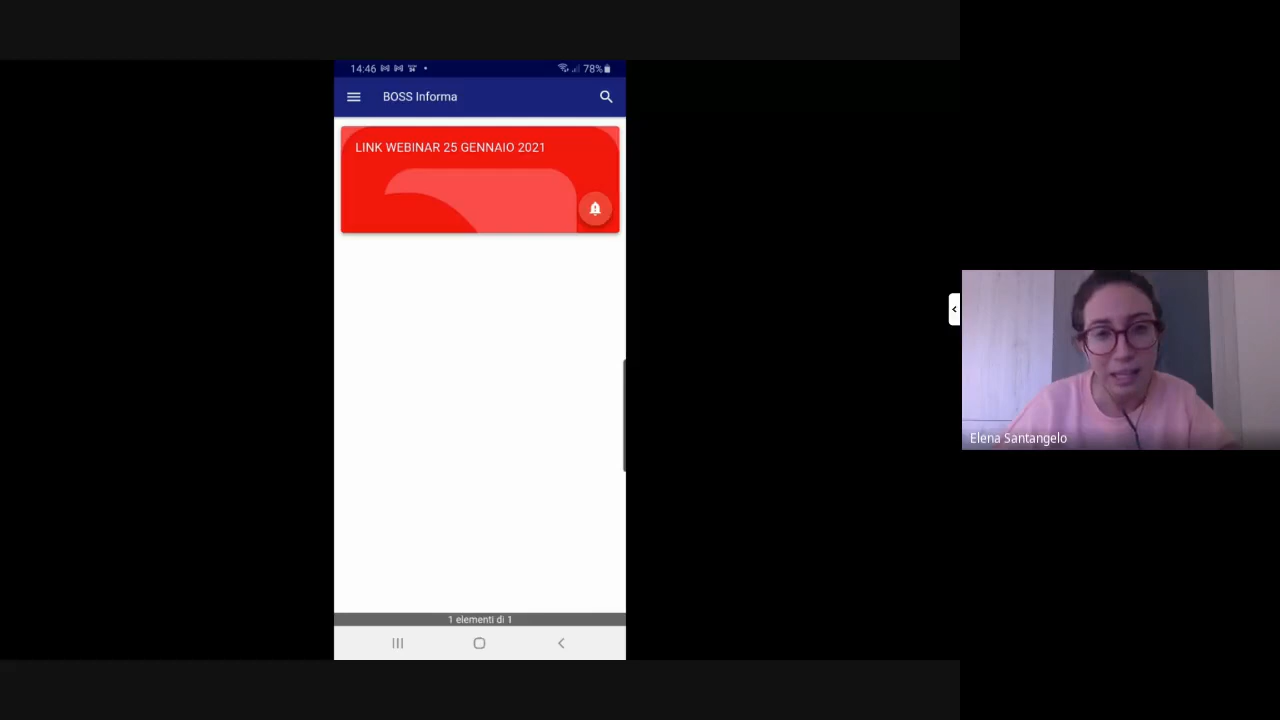 14:46
78%
BOSS Informa
LINK WEBINAR 25 GENNAIO 2021
1 elementi di 1
Elena Santangelo